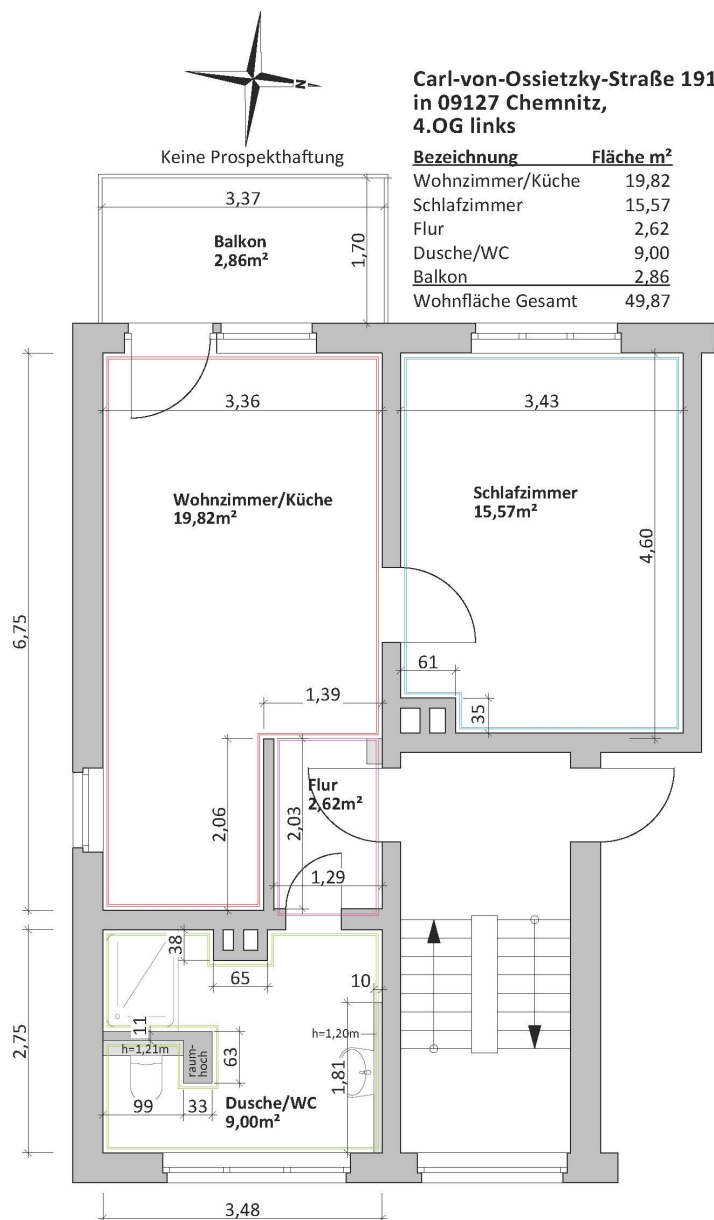 N
Keine Prospekthaftung
Carl-von-Ossietzky-Straße 191
in 09127 Chemnitz,
4.OG links
Bezeichnung Fläche m²
Wohnzimmer/Küche 19,82
Schlafzimmer 15,57
Flur 2,62
Dusche/WC 9,00
Balkon 2,86
Wohnfläche Gesamt 49,87
3,37
Balkon
2,86m²
1,70
3,36
3,43
Wohnzimmer/Küche
19,82m²
Schlafzimmer
15,57m²
4,60
6,75
61
35
1,39
2,06
Flur
2,62m²
2,03
1,29
38
65
10
2,75
11
h=1,21m
raum-
hoch
63
h=1,20m
1,81
99
33
Dusche/WC
9,00m²
3,48